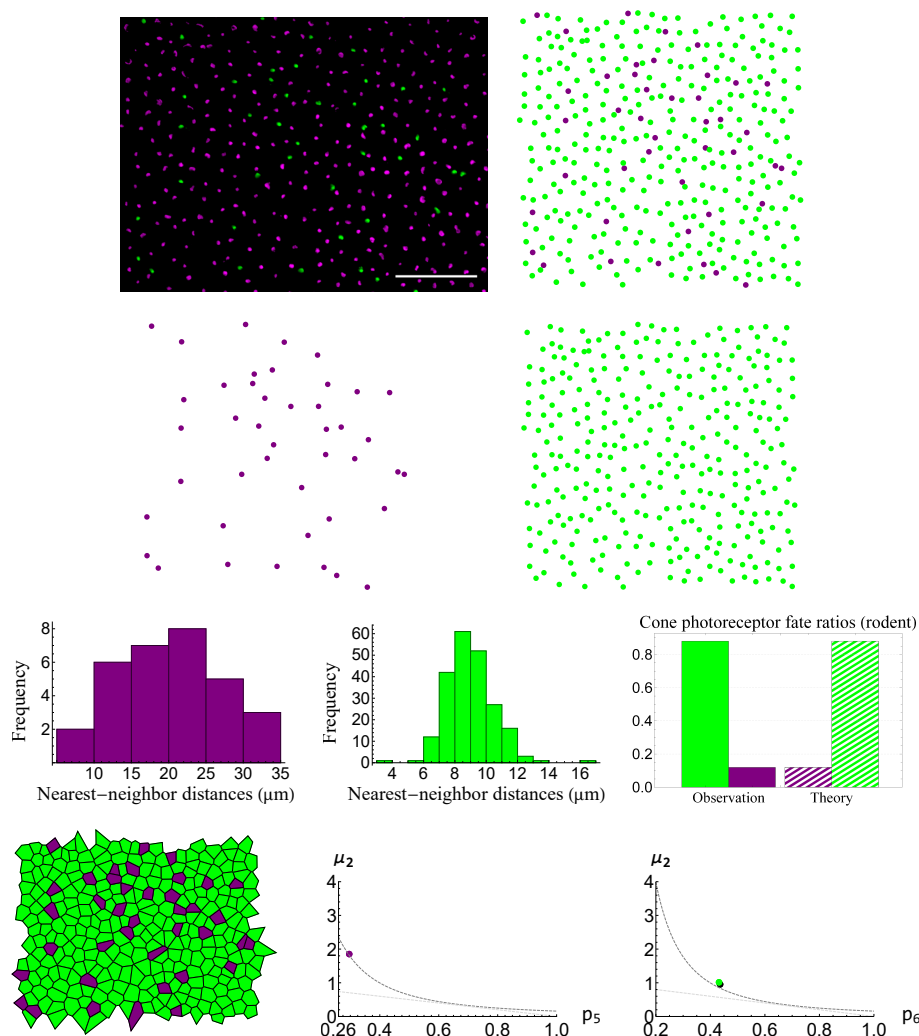 8
6
4
2
Frequency
10 15 20 25 30 35
Nearest−neighbor distances (μm)
60
50
40
30
20
10
0
Frequency
4 6 8 10 12 14 16
Nearest−neighbor distances (μm)
Cone photoreceptor fate ratios (rodent)
0.8
0.6
0.4
0.2
0.0
Observation Theory
μ₂
4
3
2
1
0
0.26 0.4 0.6 0.8 1.0
p₅
μ₂
4
3
2
1
0
0.2 0.4 0.6 0.8 1.0
p₆